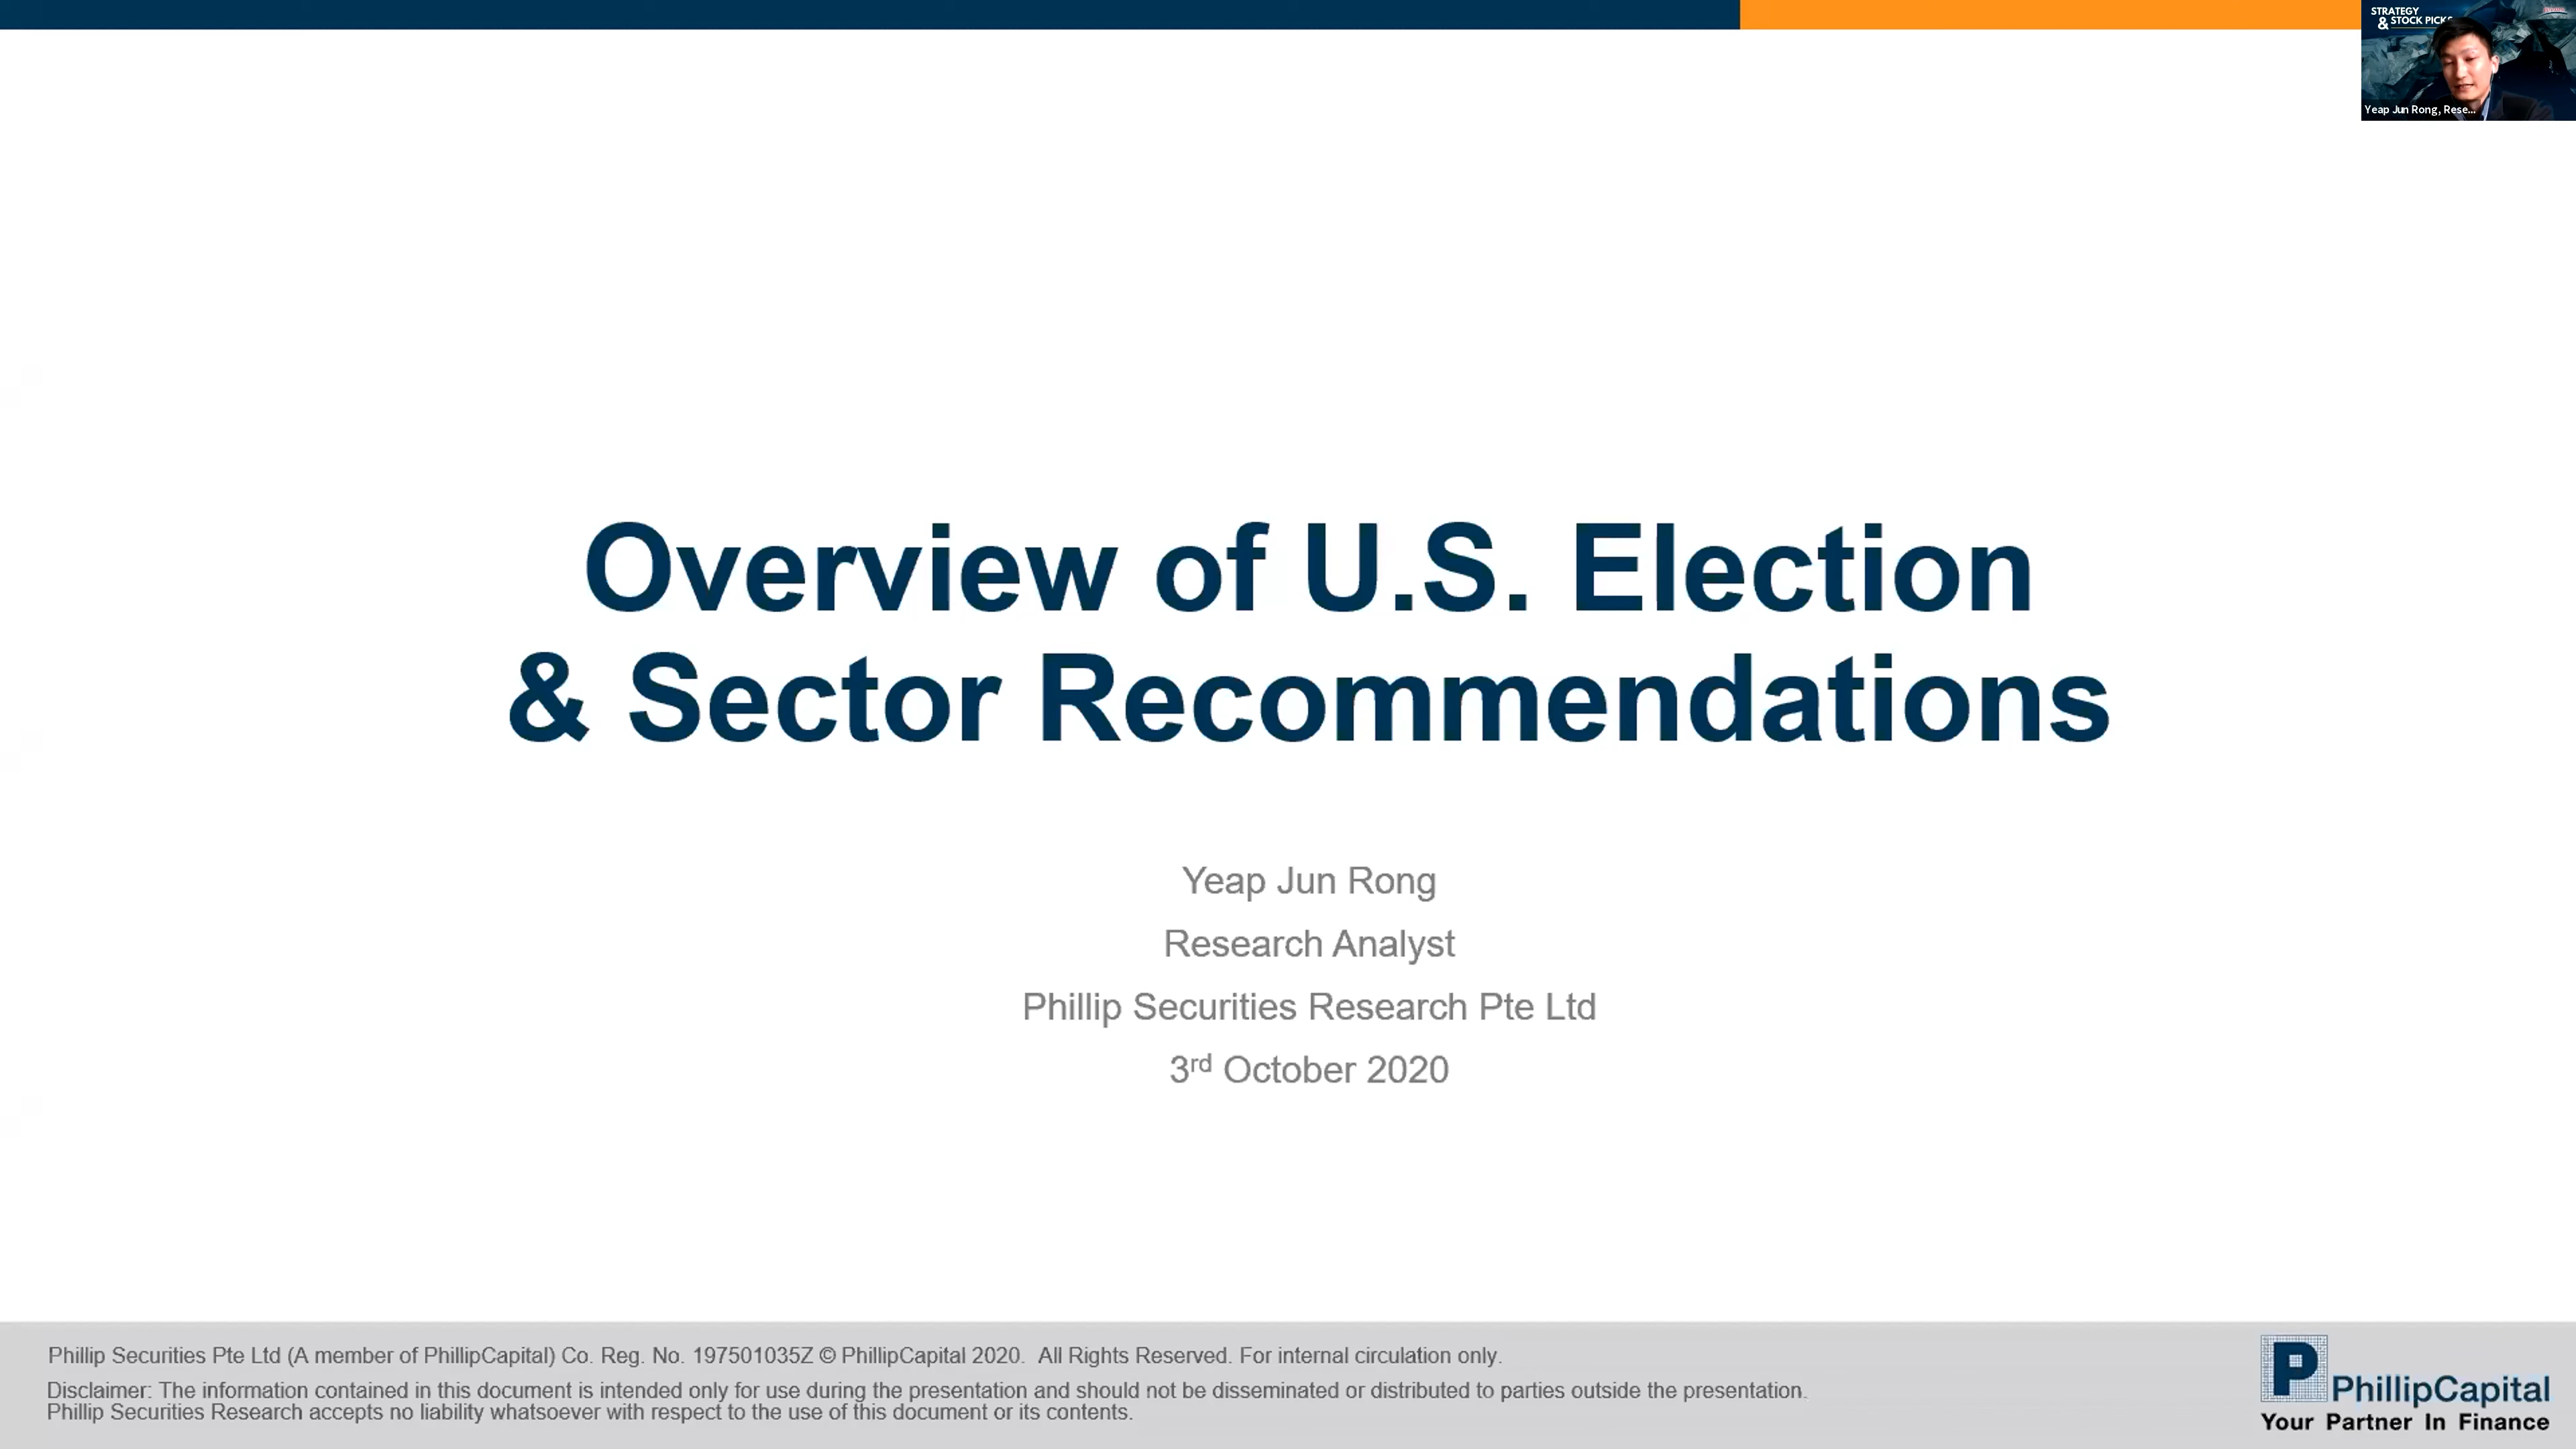 STRATEGY
& STOCK PICKS
Yeap Jun Rong, Rese...
Overview of U.S. Election
& Sector Recommendations
Yeap Jun Rong
Research Analyst
Phillip Securities Research Pte Ltd
3rd October 2020
Phillip Securities Pte Ltd (A member of PhillipCapital) Co. Reg. No. 197501035Z © PhillipCapital 2020. All Rights Reserved. For internal circulation only.
Disclaimer: The information contained in this document is intended only for use during the presentation and should not be disseminated or distributed to parties outside the presentation.
Phillip Securities Research accepts no liability whatsoever with respect to the use of this document or its contents.
P PhillipCapital
Your Partner In Finance